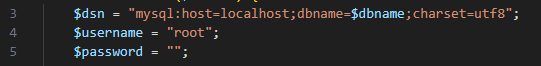 3 $dsn = "mysql:host=localhost;dbname=$dbname;charset=utf8";
4 $username = "root";
5 $password = "";